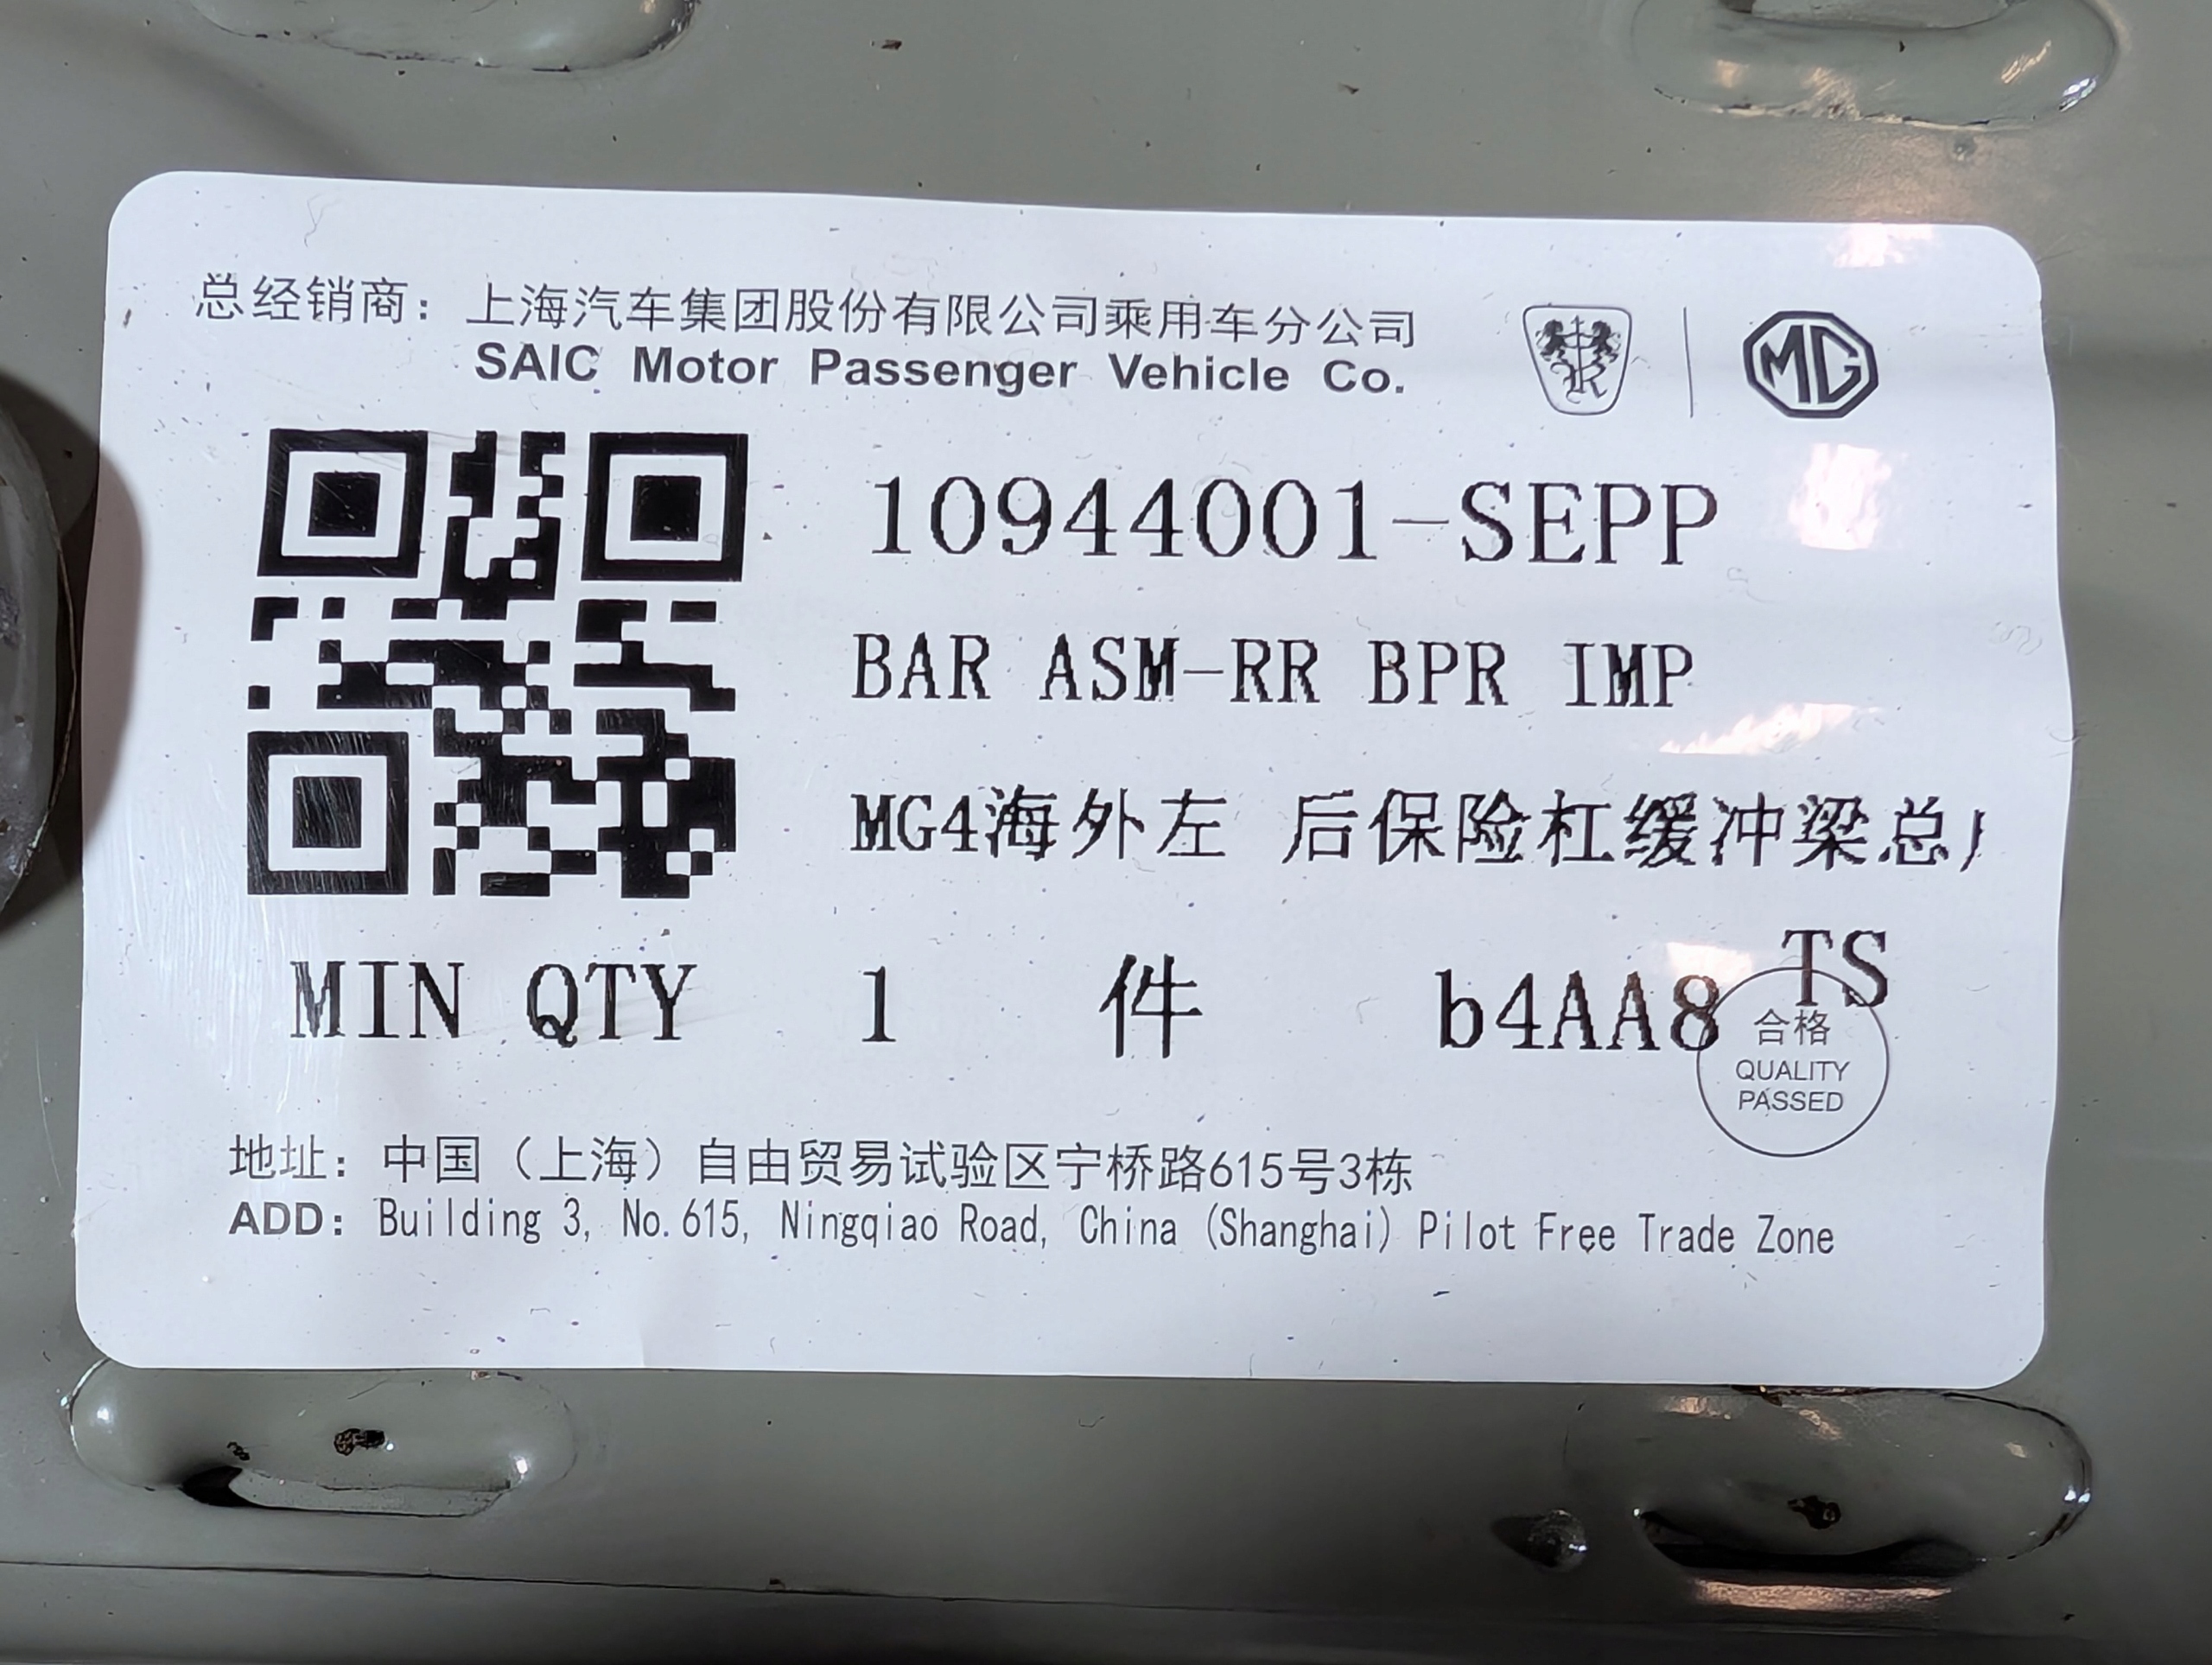 总经销商：上海汽车集团股份有限公司乘用车分公司
SAIC Motor Passenger Vehicle Co.
MG
10944001-SEPP
BAR ASM-RR BPR IMP
MG4海外左 后保险杠缓冲梁总
TS
MIN QTY 1 件 b4AA8
合格
QUALITY
PASSED
地址：中国（上海）自由贸易试验区宁桥路615号3栋
ADD: Building 3, No.615, Ningqiao Road, China (Shanghai) Pilot Free Trade Zone